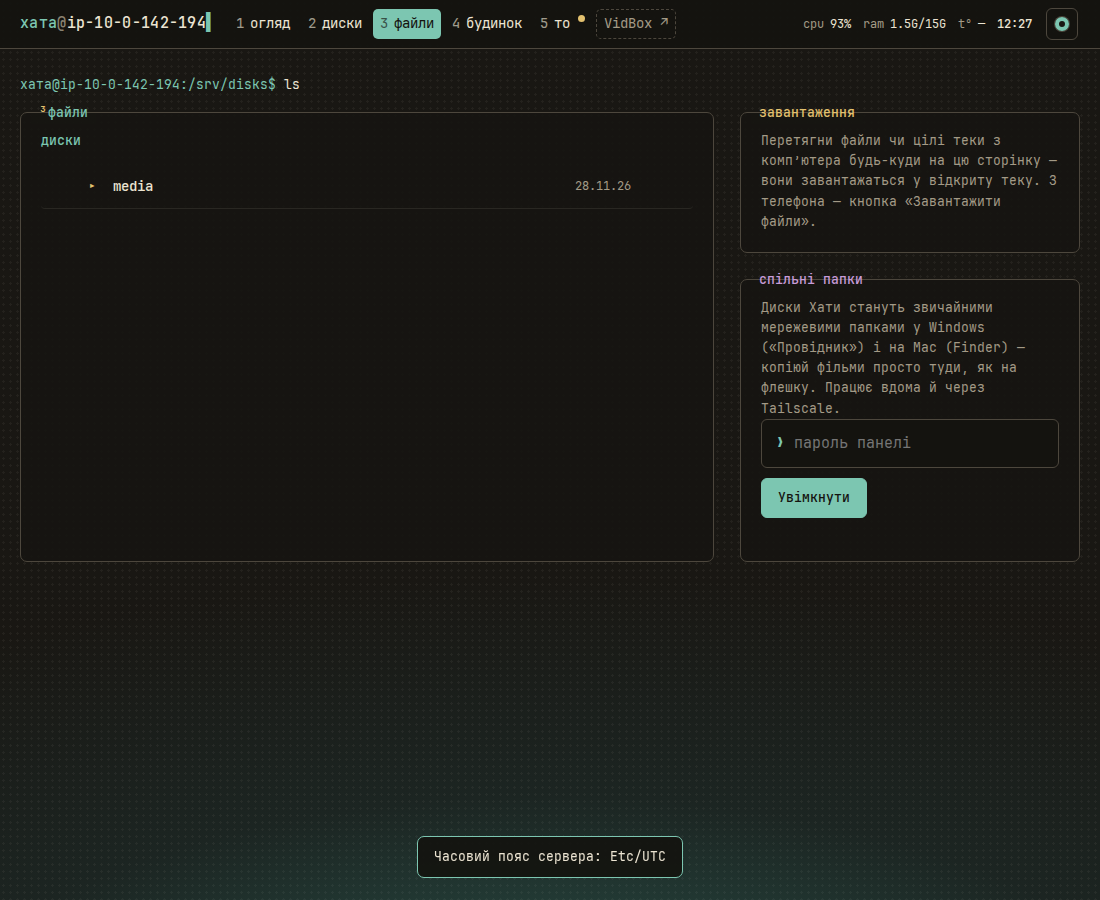 хата@ip-10-0-142-194
1 огляд 2 диски 3 файли 4 будинок 5 то VidBox ↗
cpu 93% ram 1.5G/15G t° — 12:27
хата@ip-10-0-142-194:/srv/disks$ ls
3 файли
диски
▸ media 28.11.26
завантаження
Перетягни файли чи цілі теки з
комп'ютера будь-куди на цю сторінку —
вони завантажаться у відкриту теку. З
телефона — кнопка «Завантажити
файли».
спільні папки
Диски Хати стануть звичайними
мережевими папками у Windows
(«Провідник») і на Mac (Finder) —
копіюй фільми просто туди, як на
флешку. Працює вдома й через
Tailscale.
❯ пароль панелі
Увімкнути
Часовий пояс сервера: Etc/UTC